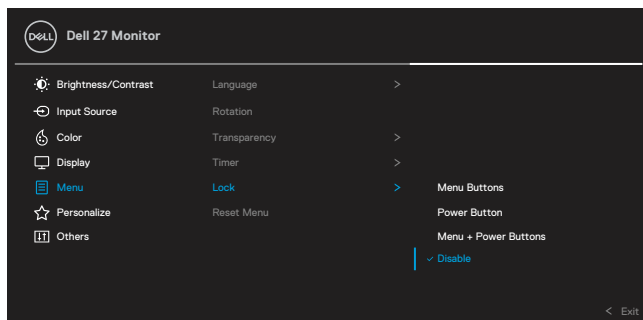 DELL Dell 27 Monitor
Brightness/Contrast Language >
Input Source Rotation
Color Transparency >
Display Timer >
Menu Lock > Menu Buttons
Personalize Reset Menu Power Button
Others Menu + Power Buttons
✓ Disable
< Exit